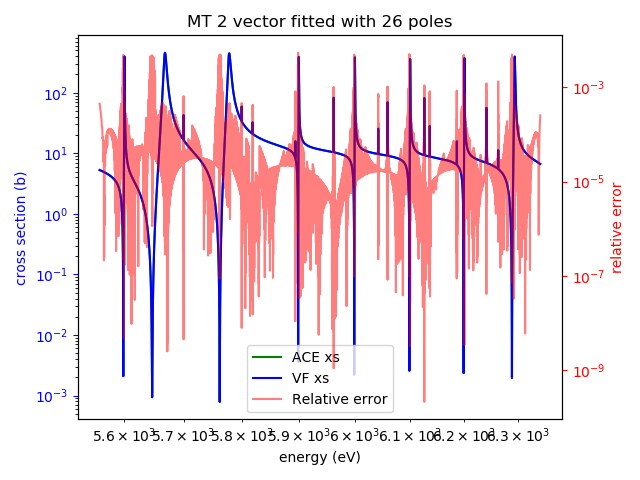 MT 2 vector fitted with 26 poles
10²
10¹
10⁰
10⁻¹
10⁻²
10⁻³
cross section (b)
10⁻³
10⁻⁵
10⁻⁷
10⁻⁹
relative error
ACE xs
VF xs
Relative error
5.6 × 10³ 5.7 × 10³ 5.8 × 10³ 5.9 × 10³ 6 × 10³ 6.1 × 10³ 6.2 × 10³ 6.3 × 10³
energy (eV)